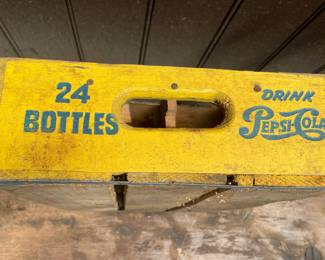 24
BOTTLES
DRINK
PEPSI-COLA